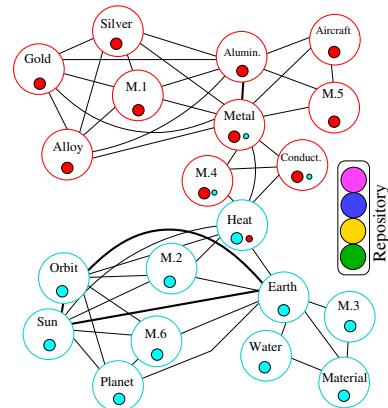 Silver
Aircraft
Gold
Alumin.
M.1
M.5
Metal
Alloy
Conduct.
M.4
Repository
Heat
M.2
Orbit
Earth
M.3
Sun
M.6
Water
Planet
Material